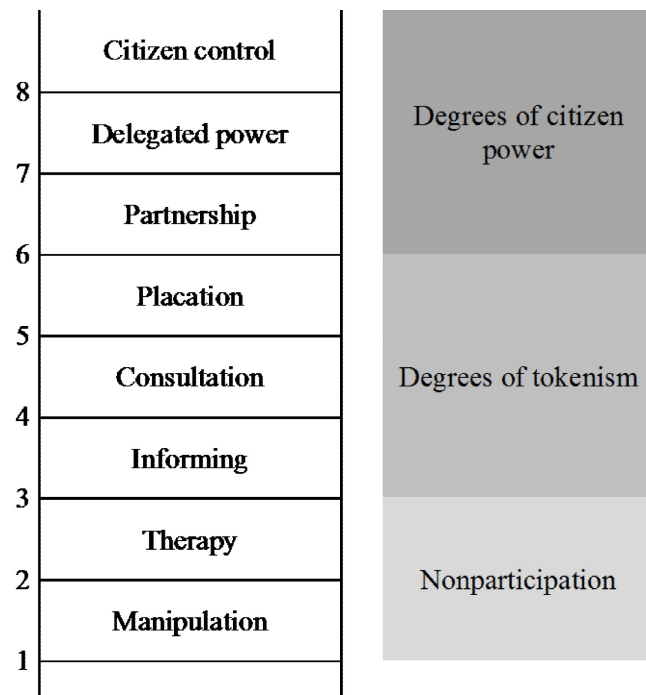 Citizen control
8
Delegated power
7
Partnership
6
Placation
5
Consultation
4
Informing
3
Therapy
2
Manipulation
1
Degrees of citizen
power
Degrees of tokenism
Nonparticipation